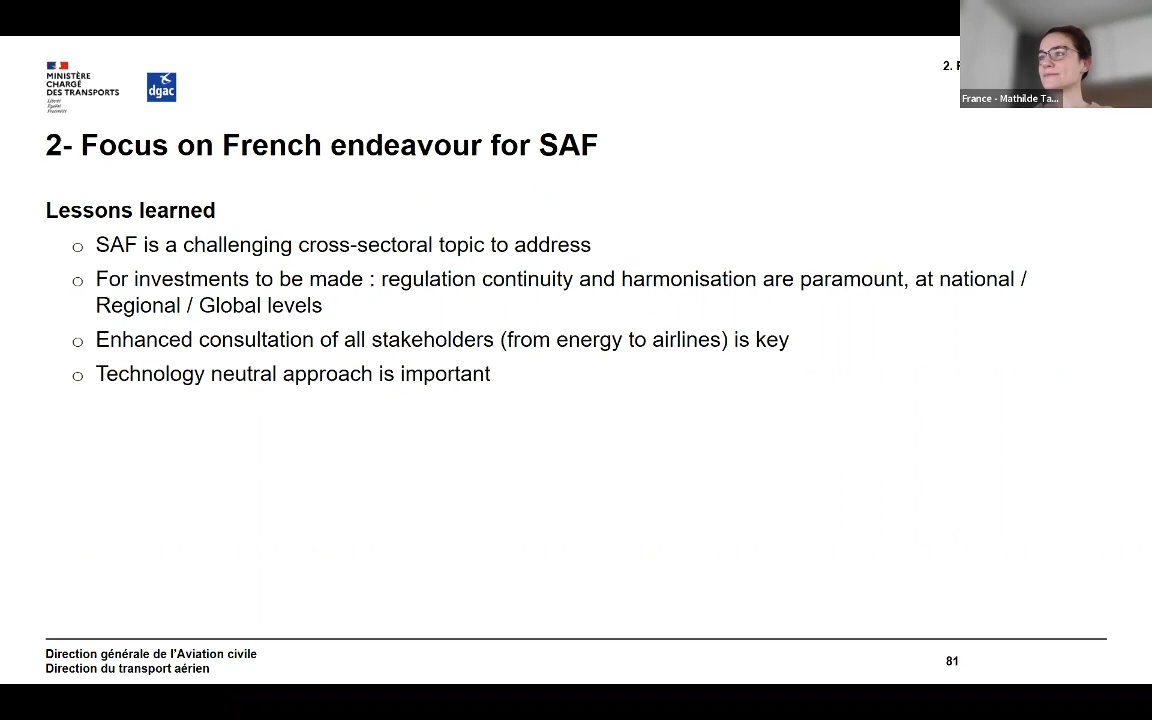 MINISTÈRE
CHARGÉ
DES TRANSPORTS
Liberté
Égalité
Fraternité
dgac
2. F
France - Mathilde Ta...
2- Focus on French endeavour for SAF
Lessons learned
o SAF is a challenging cross-sectoral topic to address
o For investments to be made : regulation continuity and harmonisation are paramount, at national /
Regional / Global levels
o Enhanced consultation of all stakeholders (from energy to airlines) is key
o Technology neutral approach is important
Direction générale de l'Aviation civile
Direction du transport aérien
81